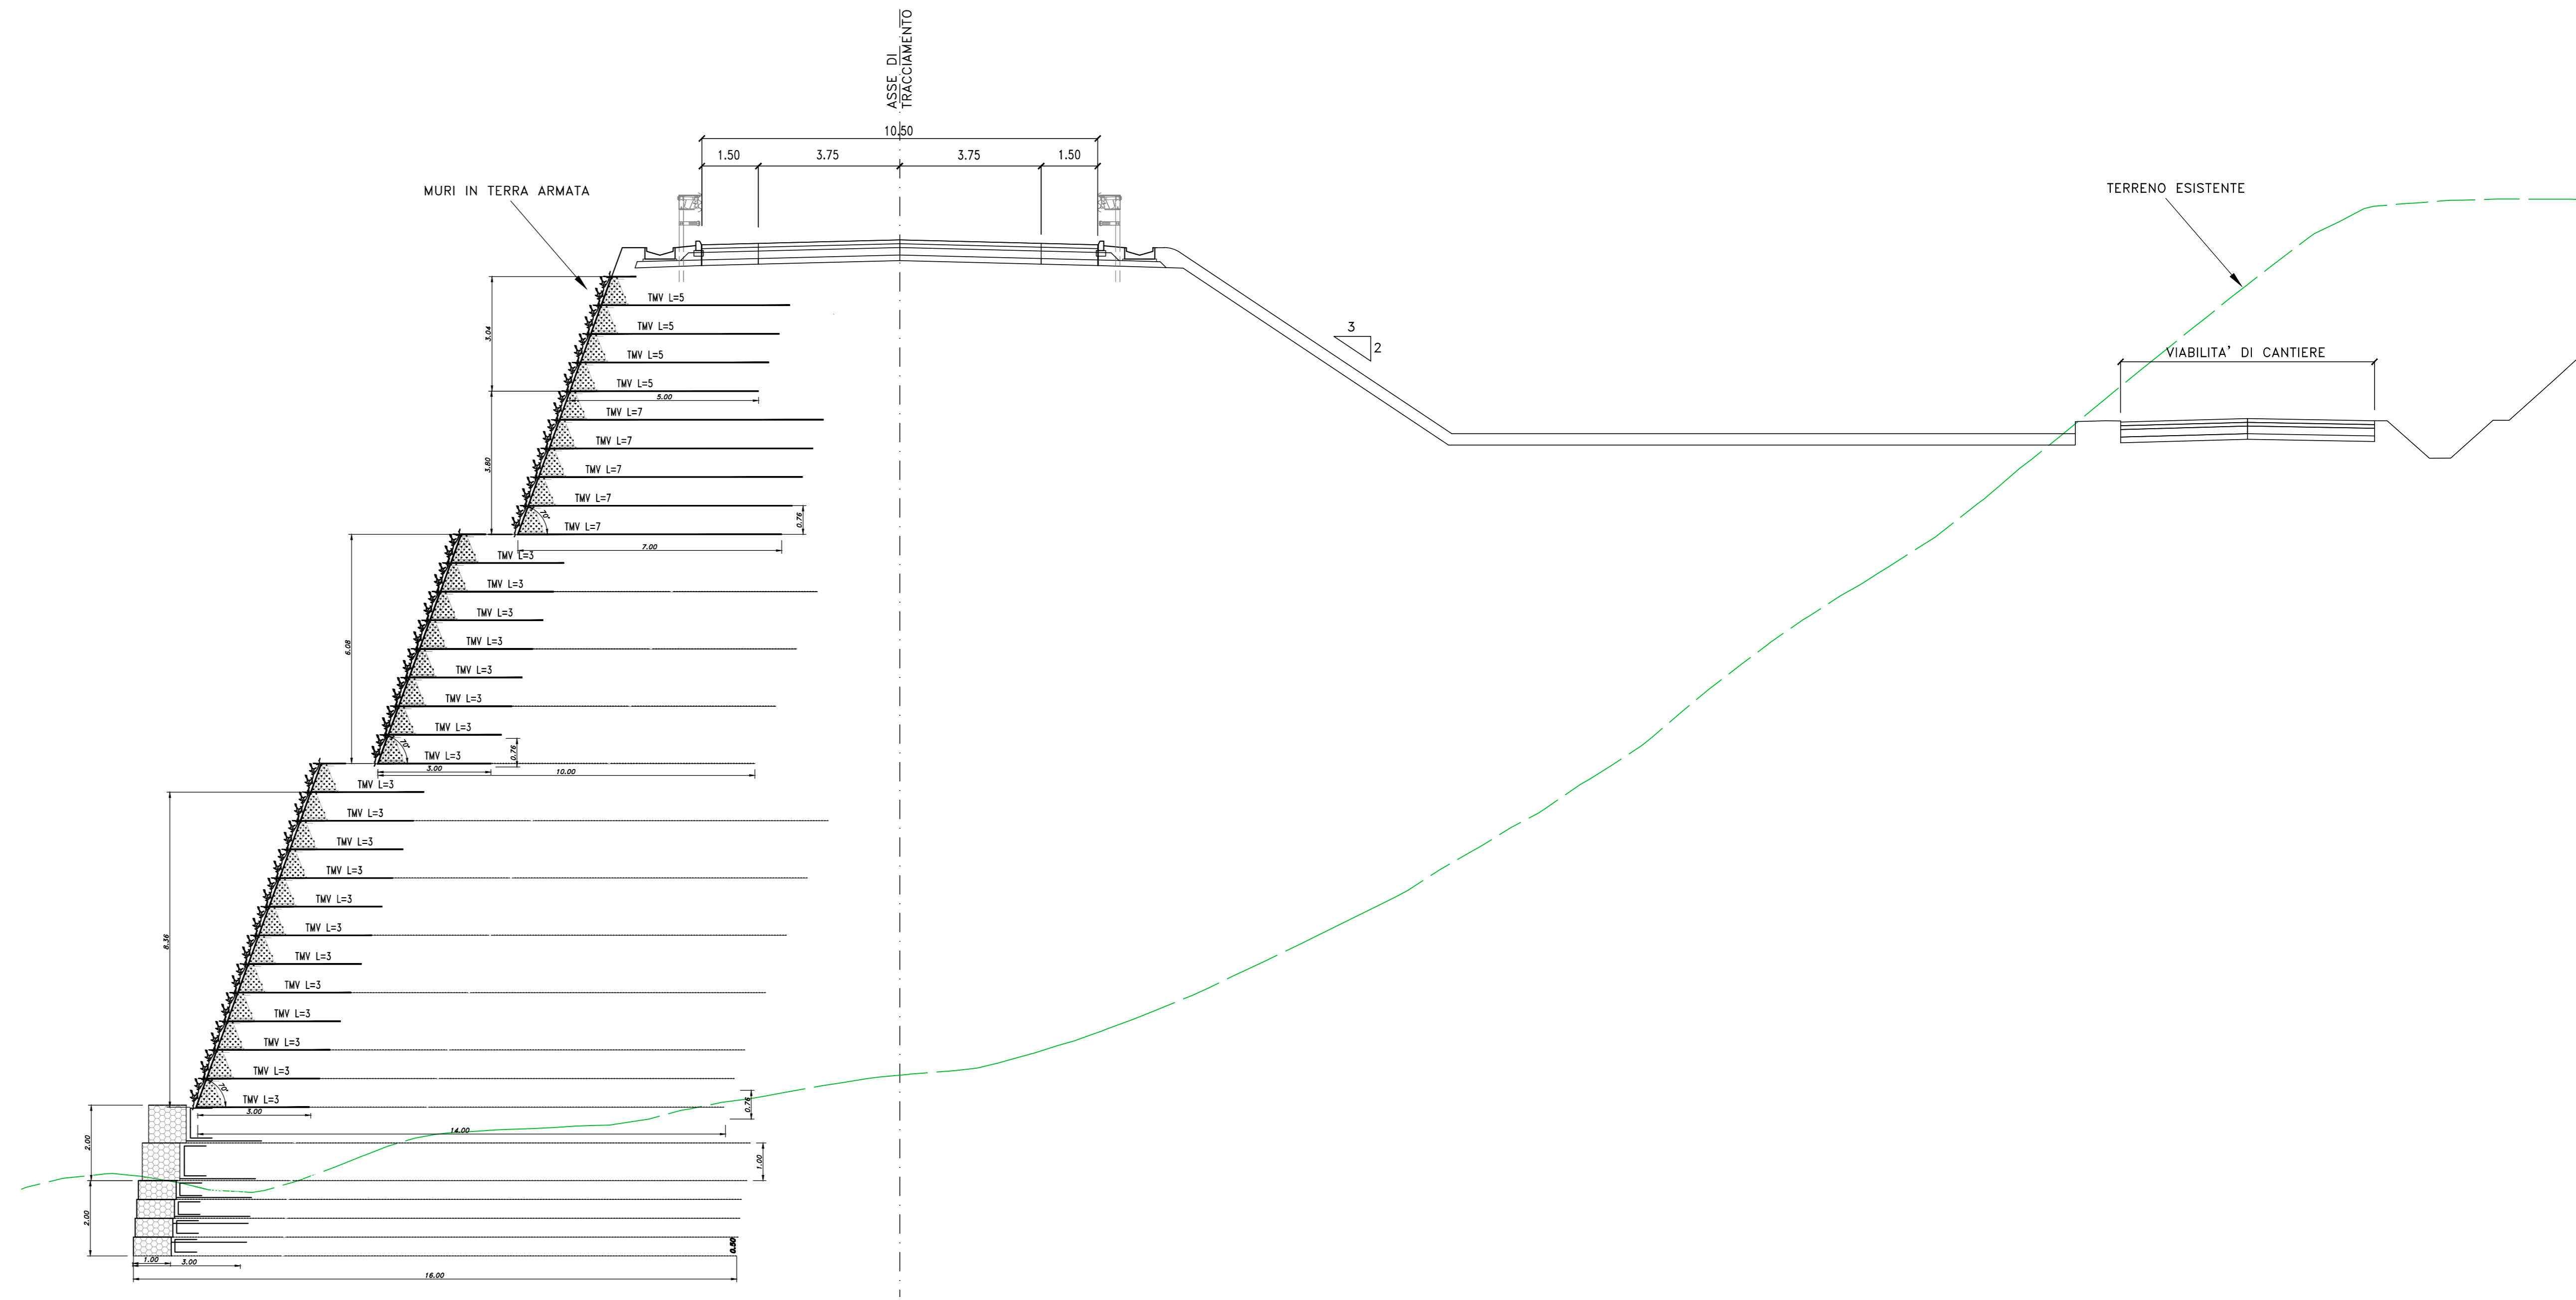 ASSE DI
TRACCIAMENTO
10.50
1.50
3.75
3.75
1.50
MURI IN TERRA ARMATA
TERRENO ESISTENTE
TMV L=5
TMV L=5
3.04
3
2
VIABILITA' DI CANTIERE
TMV L=5
TMV L=5
5.00
TMV L=7
TMV L=7
3.80
TMV L=7
TMV L=7
70°
0.76
TMV L=7
7.00
TMV L=3
TMV L=3
TMV L=3
6.08
TMV L=3
TMV L=3
TMV L=3
TMV L=3
70°
0.76
TMV L=3
3.00
10.00
TMV L=3
TMV L=3
TMV L=3
TMV L=3
TMV L=3
TMV L=3
8.36
TMV L=3
TMV L=3
TMV L=3
TMV L=3
TMV L=3
70°
TMV L=3
0.76
3.00
14.00
2.00
1.00
2.00
0.50
1.00
3.00
16.00